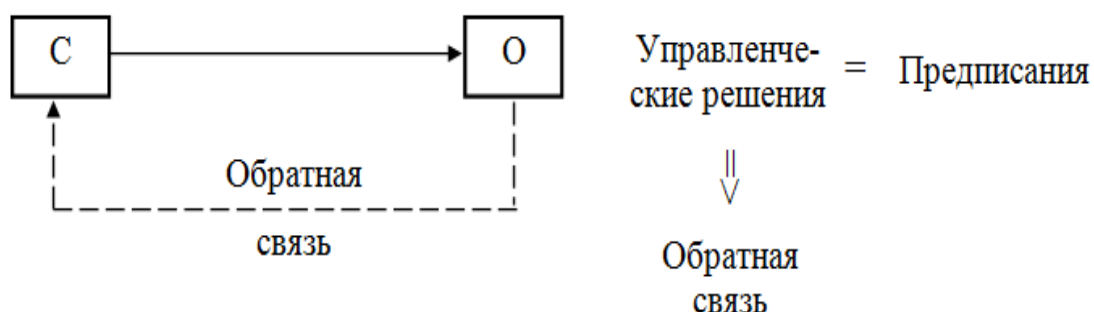 С
О
Обратная
связь
Управленче-
ские решения
=
Предписания
Обратная
связь